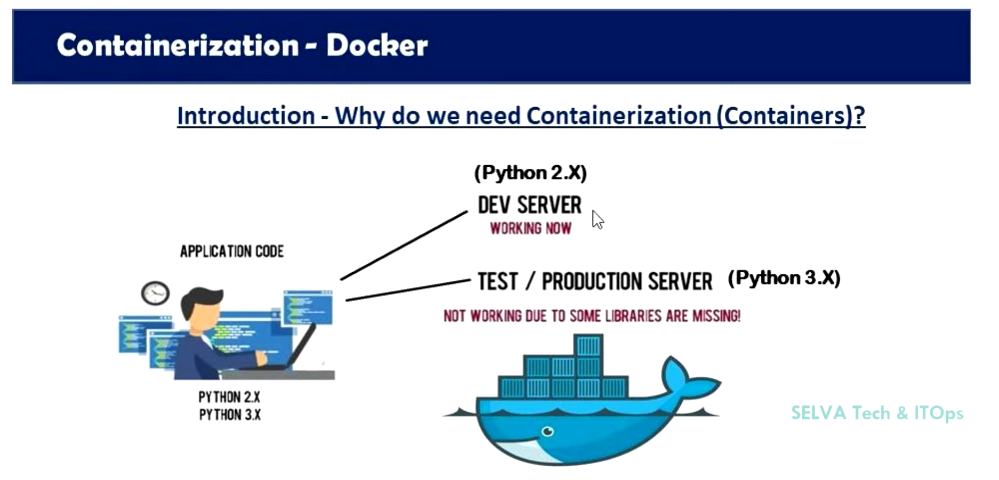 Containerization - Docker
Introduction - Why do we need Containerization (Containers)?
(Python 2.X)
DEV SERVER
WORKING NOW
APPLICATION CODE
TEST / PRODUCTION SERVER (Python 3.X)
NOT WORKING DUE TO SOME LIBRARIES ARE MISSING!
PYTHON 2.X
PYTHON 3.X
SELVA Tech & ITOps